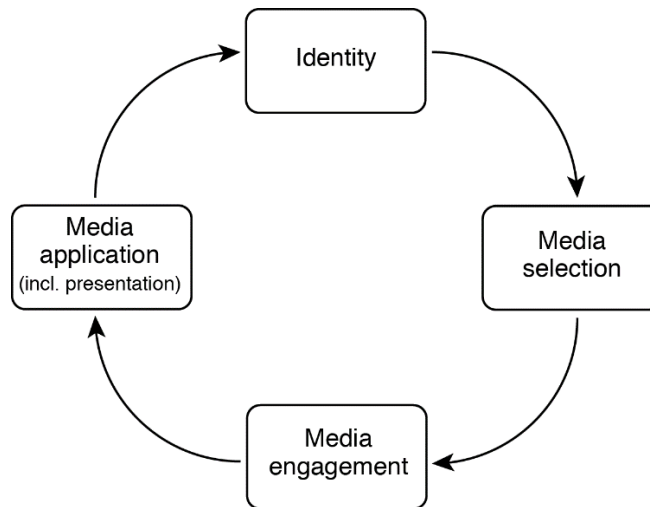 Identity
Media
selection
Media
engagement
Media
application
(incl. presentation)